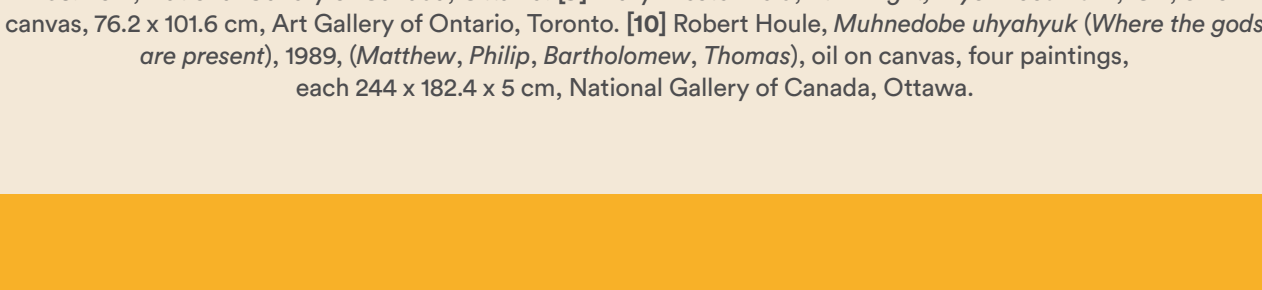 canvas, 76.2 x 101.6 cm, Art Gallery of Ontario, Toronto. [10] Robert Houle, Muhnedobe uhyahyuk (Where the gods
are present), 1989, (Matthew, Philip, Bartholomew, Thomas), oil on canvas, four paintings,
each 244 x 182.4 x 5 cm, National Gallery of Canada, Ottawa.